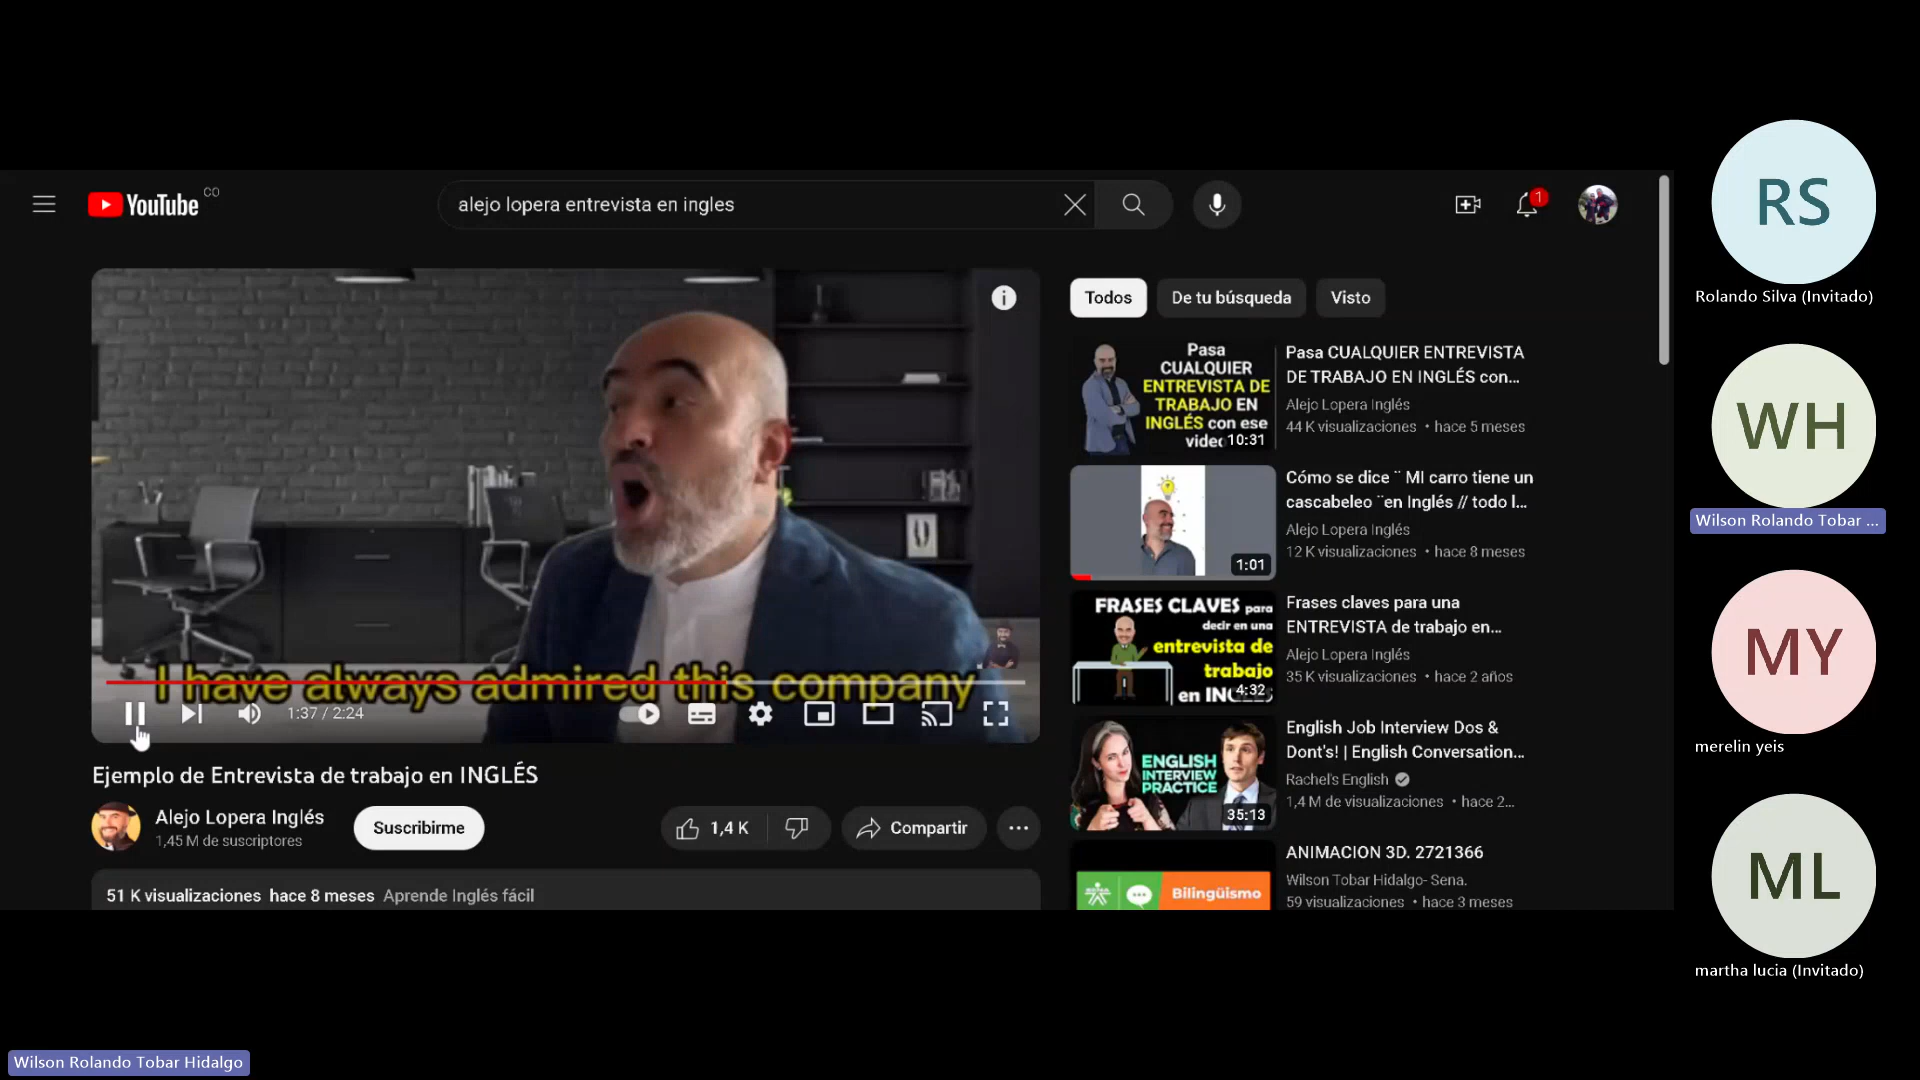 YouTube CO
alejo lopera entrevista en ingles
1
I have always admired this company
1:37 / 2:24
Ejemplo de Entrevista de trabajo en INGLÉS
Alejo Lopera Inglés
1,45 M de suscriptores
Suscribirme
1,4 K
Compartir
51 K visualizaciones hace 8 meses Aprende Inglés fácil
Todos
De tu búsqueda
Visto
Pasa
CUALQUIER
ENTREVISTA DE
TRABAJO EN
INGLÉS con ese
video
10:31
Pasa CUALQUIER ENTREVISTA
DE TRABAJO EN INGLÉS con...
Alejo Lopera Inglés
44 K visualizaciones • hace 5 meses
1:01
Cómo se dice ¨ MI carro tiene un
cascabeleo ¨en Inglés // todo l...
Alejo Lopera Inglés
12 K visualizaciones • hace 8 meses
FRASES CLAVES para
decir en una
entrevista de
trabajo
en
4:32
Frases claves para una
ENTREVISTA de trabajo en...
Alejo Lopera Inglés
35 K visualizaciones • hace 2 años
ENGLISH
INTERVIEW
PRACTICE
35:13
English Job Interview Dos &
Dont's! | English Conversation...
Rachel's English
1,4 M de visualizaciones • hace 2...
Bilingüismo
ANIMACION 3D. 2721366
Wilson Tobar Hidalgo- Sena.
59 visualizaciones • hace 3 meses
RS
Rolando Silva (Invitado)
WH
Wilson Rolando Tobar ...
MY
merelin yeis
ML
martha lucia (Invitado)
Wilson Rolando Tobar Hidalgo